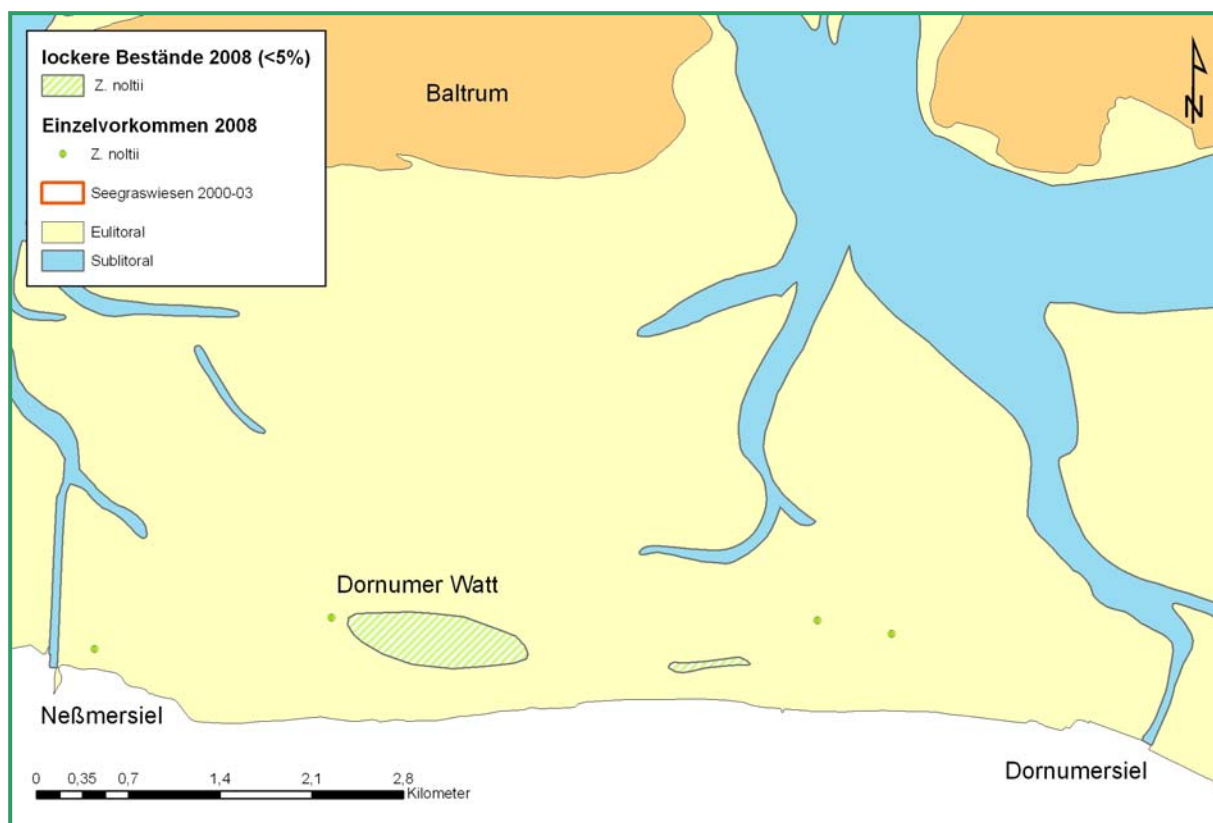 lockere Bestände 2008 (<5%)
Z. noltii
Einzelvorkommen 2008
Z. noltii
Seegraswiesen 2000-03
Eulitoral
Sublitoral
Baltrum
N
Dornumer Watt
Neßmersiel
Dornumersiel
0 0,35 0,7 1,4 2,1 2,8
Kilometer